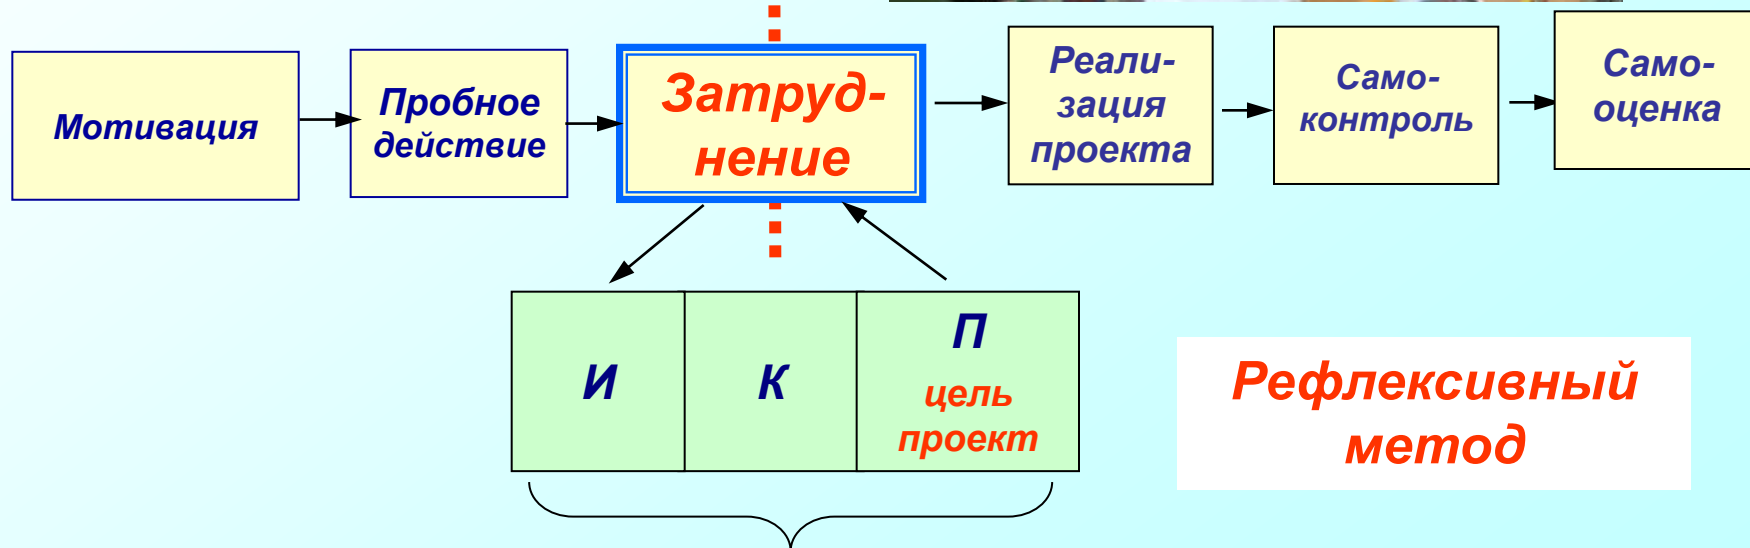 Мотивация
Пробное
действие
Затруд-
нение
Реали-
зация
проекта
Само-
контроль
Само-
оценка
И
К
П
цель
проект
Рефлексивный
метод